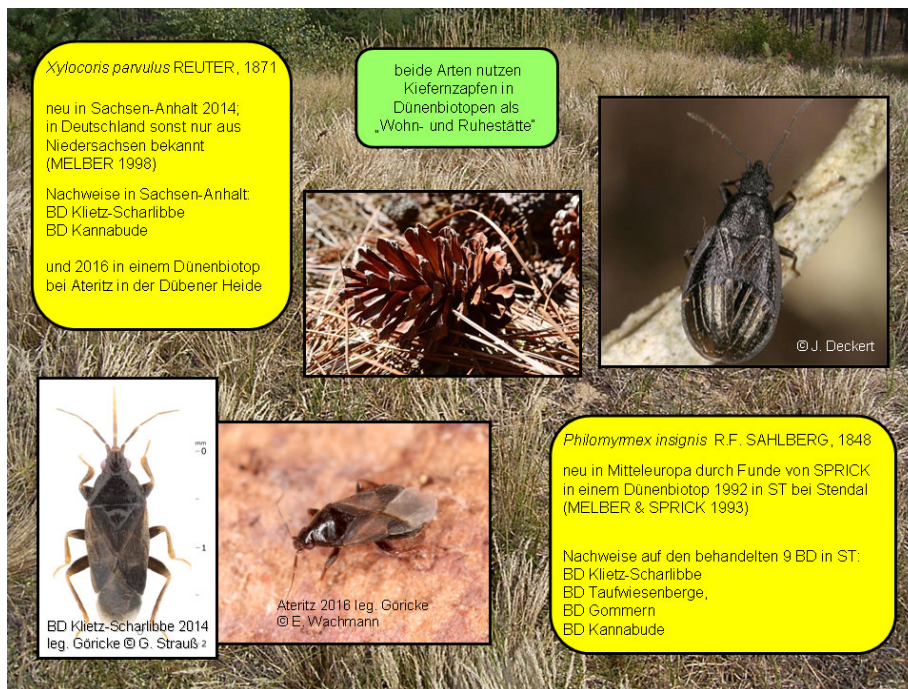 Xylocoris parvulus REUTER, 1871
neu in Sachsen-Anhalt 2014;
in Deutschland sonst nur aus
Niedersachsen bekannt
(MELBER 1998)
Nachweise in Sachsen-Anhalt:
BD Klietz-Scharlibbe
BD Kannabude
und 2016 in einem Dünenbiotop
bei Ateritz in der Dübener Heide
beide Arten nutzen
Kiefernzapfen in
Dünenbiotopen als
„Wohn- und Ruhestätte“
© J. Deckert
mm
0
1
2
BD Klietz-Scharlibbe 2014
leg. Göricke © G. Strauß
Ateritz 2016 leg. Göricke
© E. Wachmann
Philomyrmex insignis R.F. SAHLBERG, 1848
neu in Mitteleuropa durch Funde von SPRICK
in einem Dünenbiotop 1992 in ST bei Stendal
(MELBER & SPRICK 1993)
Nachweise auf den behandelten 9 BD in ST:
BD Klietz-Scharlibbe
BD Taufwiesenberge,
BD Gommern
BD Kannabude